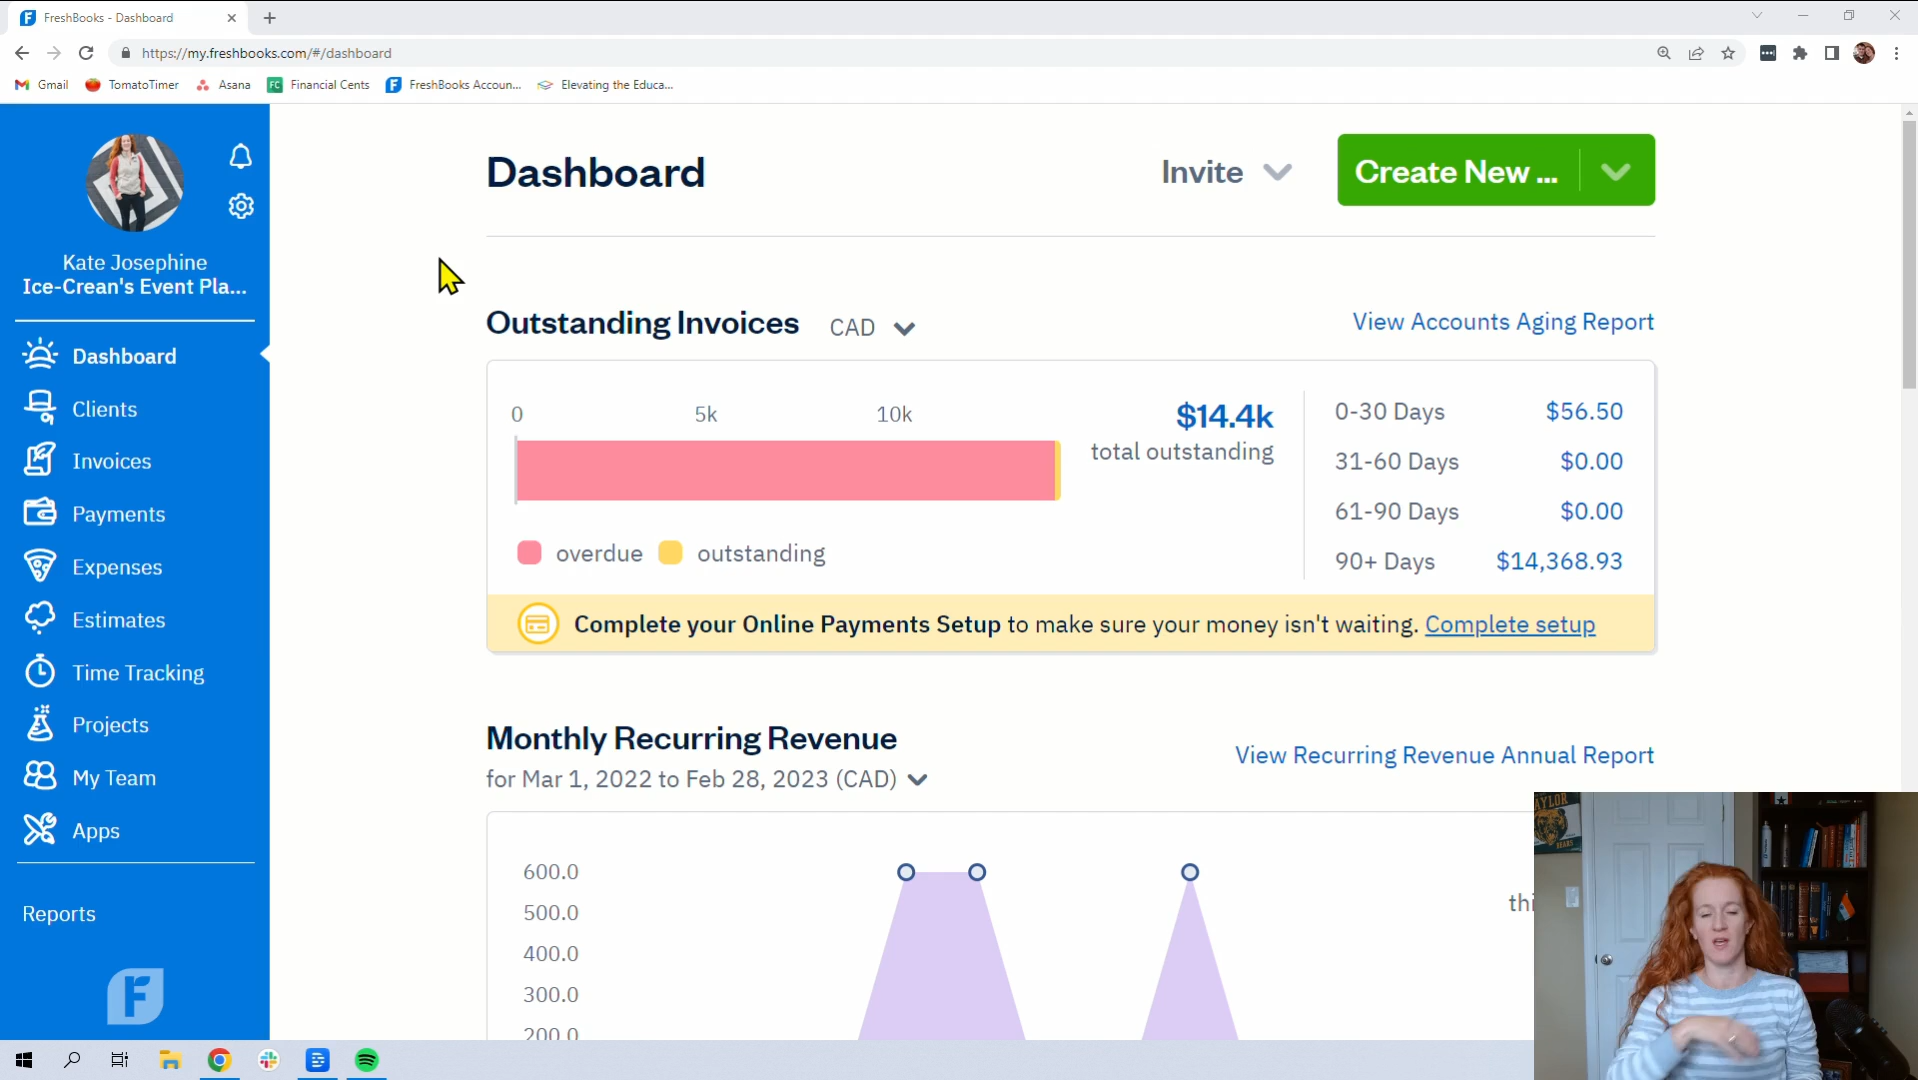 FreshBooks - Dashboard
https://my.freshbooks.com/#/dashboard
Gmail
TomatoTimer
Asana
FC
Financial Cents
FreshBooks Accoun...
Elevating the Educa...
Kate Josephine
Ice-Crean's Event Pla...
Dashboard
Clients
Invoices
Payments
Expenses
Estimates
Time Tracking
Projects
My Team
Apps
Reports
Dashboard
Invite
Create New ...
Outstanding Invoices
CAD
View Accounts Aging Report
0
5k
10k
$14.4k
total outstanding
overdue
outstanding
0-30 Days
$56.50
31-60 Days
$0.00
61-90 Days
$0.00
90+ Days
$14,368.93
Complete your Online Payments Setup to make sure your money isn't waiting. Complete setup
Monthly Recurring Revenue
for Mar 1, 2022 to Feb 28, 2023 (CAD)
View Recurring Revenue Annual Report
600.0
500.0
400.0
300.0
200.0
thi
AYLOR
BEARS